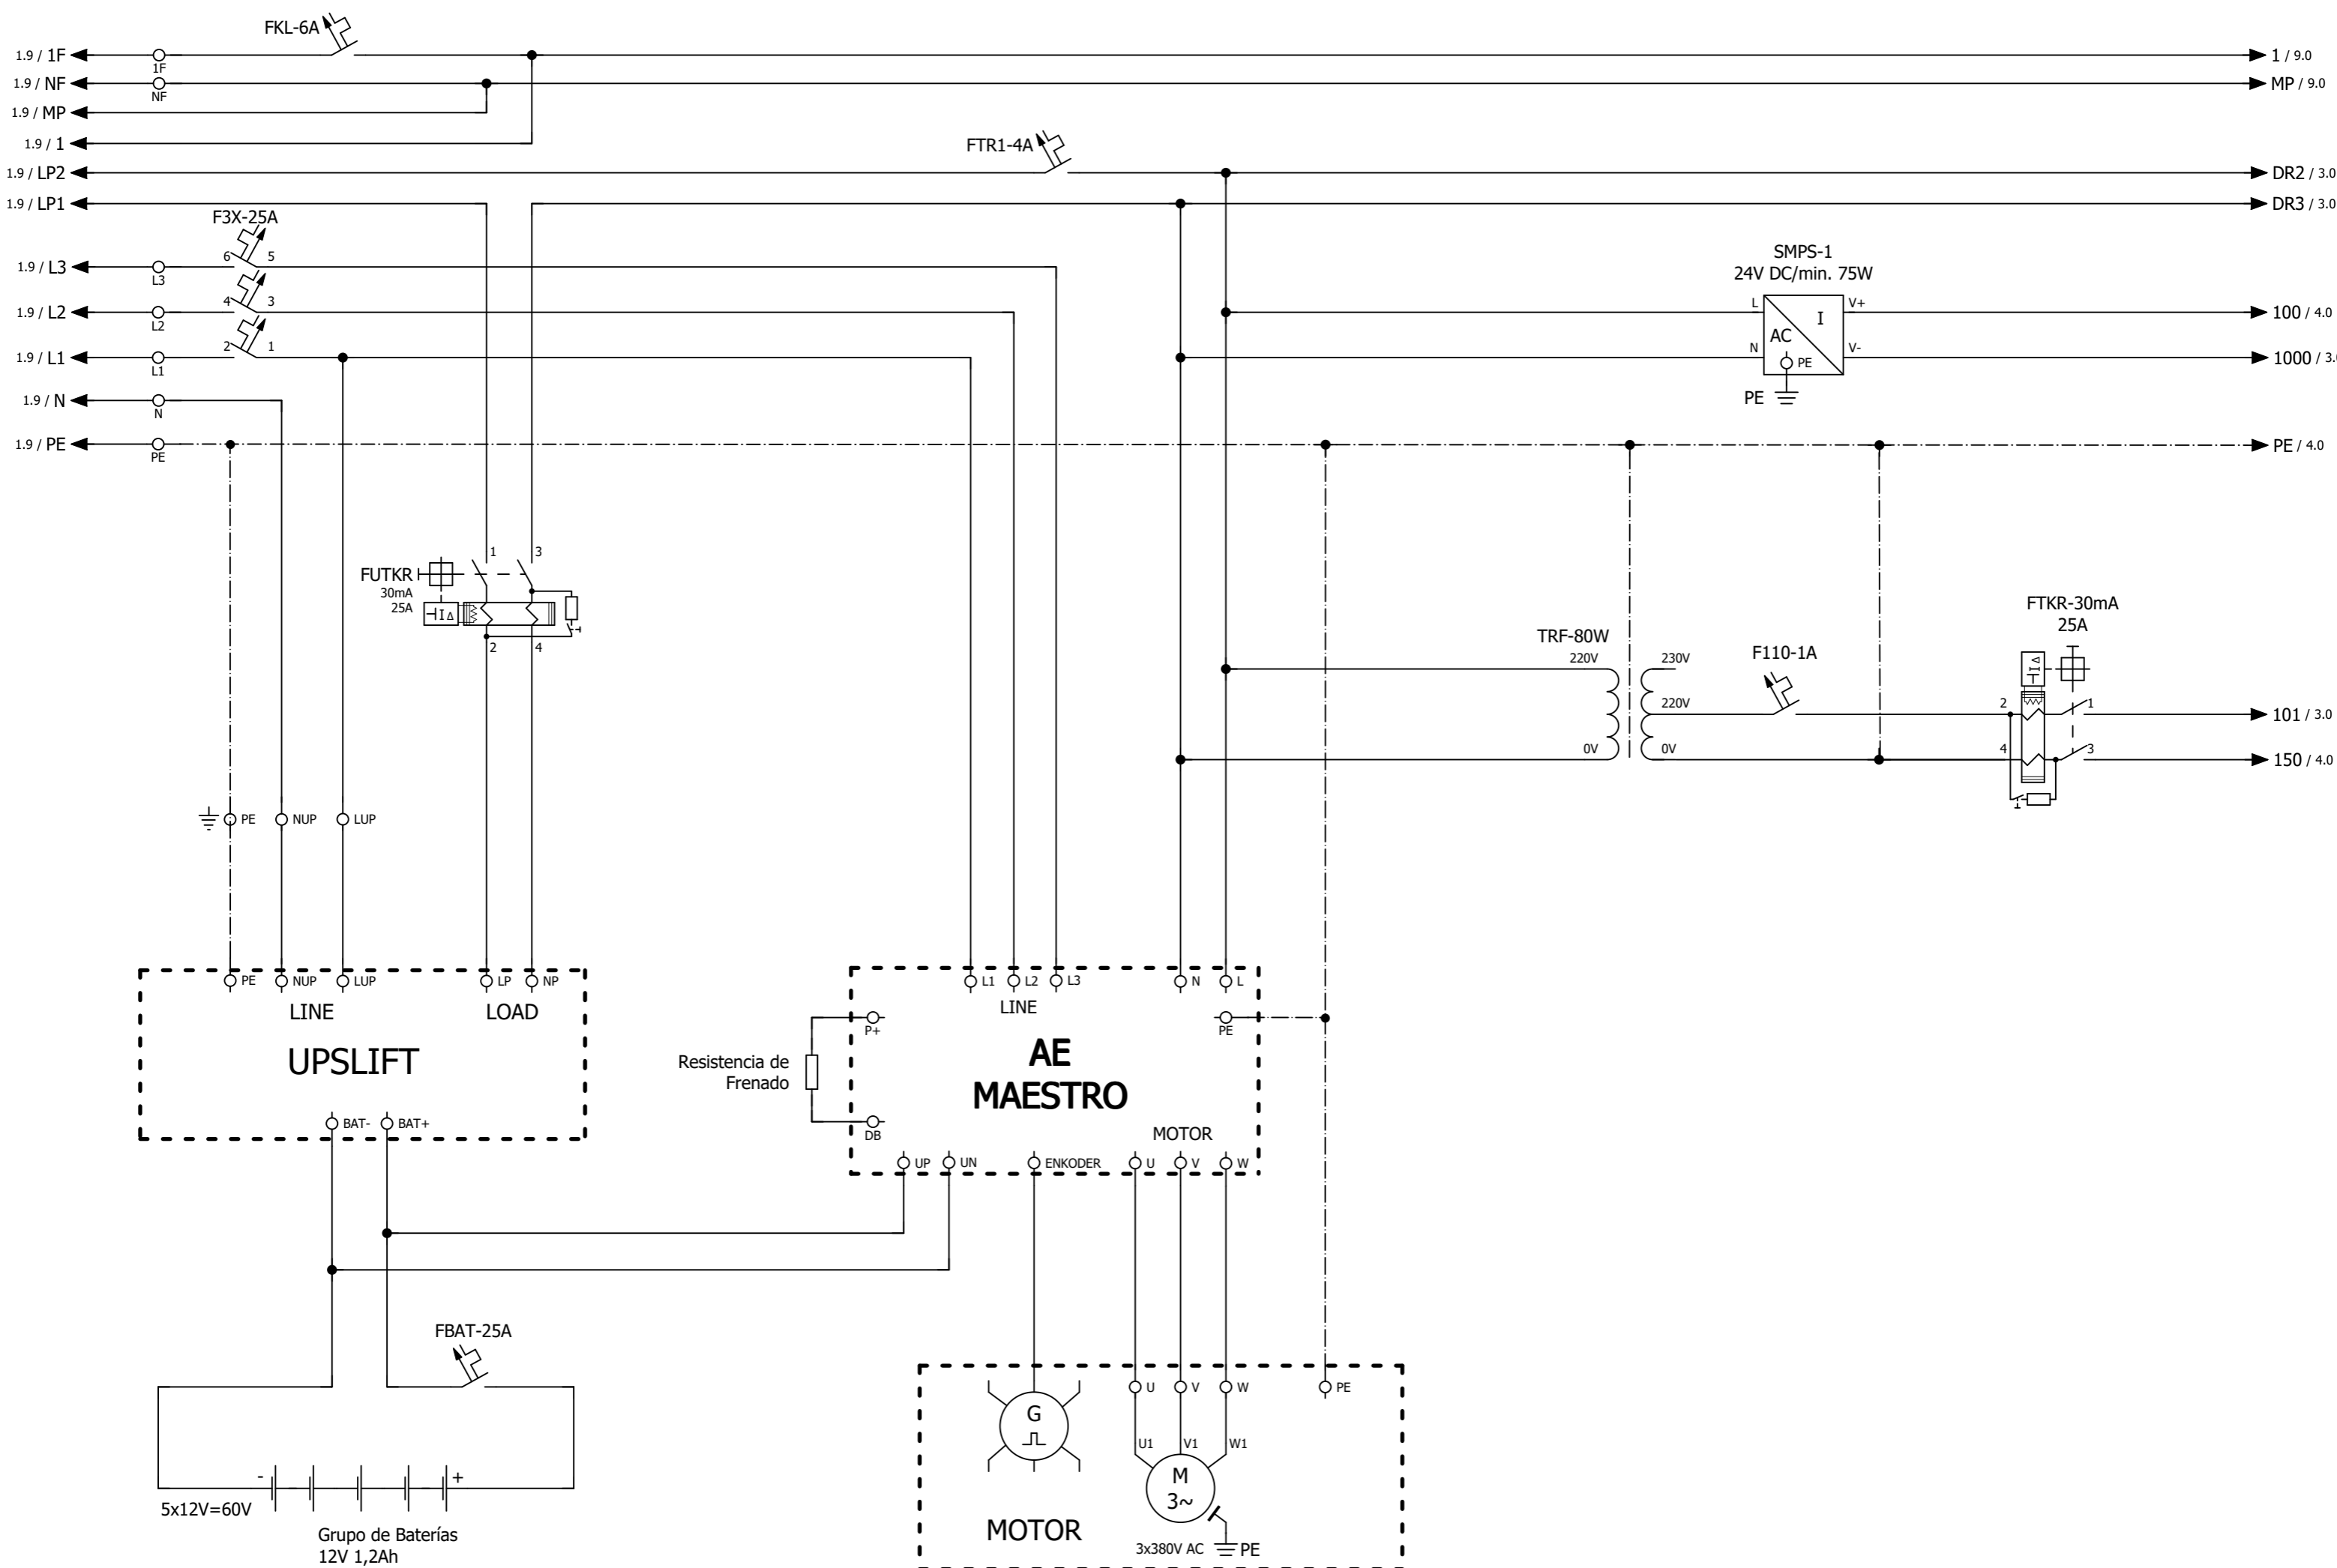 FKL-6A
1.9 / 1F
1F
1 / 9.0
1.9 / NF
NF
MP / 9.0
1.9 / MP
1.9 / 1
FTR1-4A
1.9 / LP2
DR2 / 3.0
1.9 / LP1
DR3 / 3.0
F3X-25A
6 5
1.9 / L3
L3
4 3
1.9 / L2
L2
2 1
1.9 / L1
L1
1.9 / N
N
1.9 / PE
PE
SMPS-1
24V DC/min. 75W
L
V+
I
AC
N
V-
PE
PE
100 / 4.0
1000 / 3.
PE / 4.0
1 3
FUTKR
30mA
25A
I Δ
2 4
TRF-80W
220V
0V
230V
220V
0V
F110-1A
FTKR-30mA
25A
I Δ
2 1
4 3
101 / 3.0
150 / 4.0
PE NUP LUP
PE NUP LUP LP NP
LINE LOAD
UPSLIFT
BAT- BAT+
L1 L2 L3 N L
LINE
P+
PE
AE
MAESTRO
Resistencia de
Frenado
DB
MOTOR
UP UN ENKODER U V W
FBAT-25A
- +
5x12V=60V
Grupo de Baterías
12V 1,2Ah
U V W PE
G
U1 V1 W1
M
3~
MOTOR
3x380V AC PE